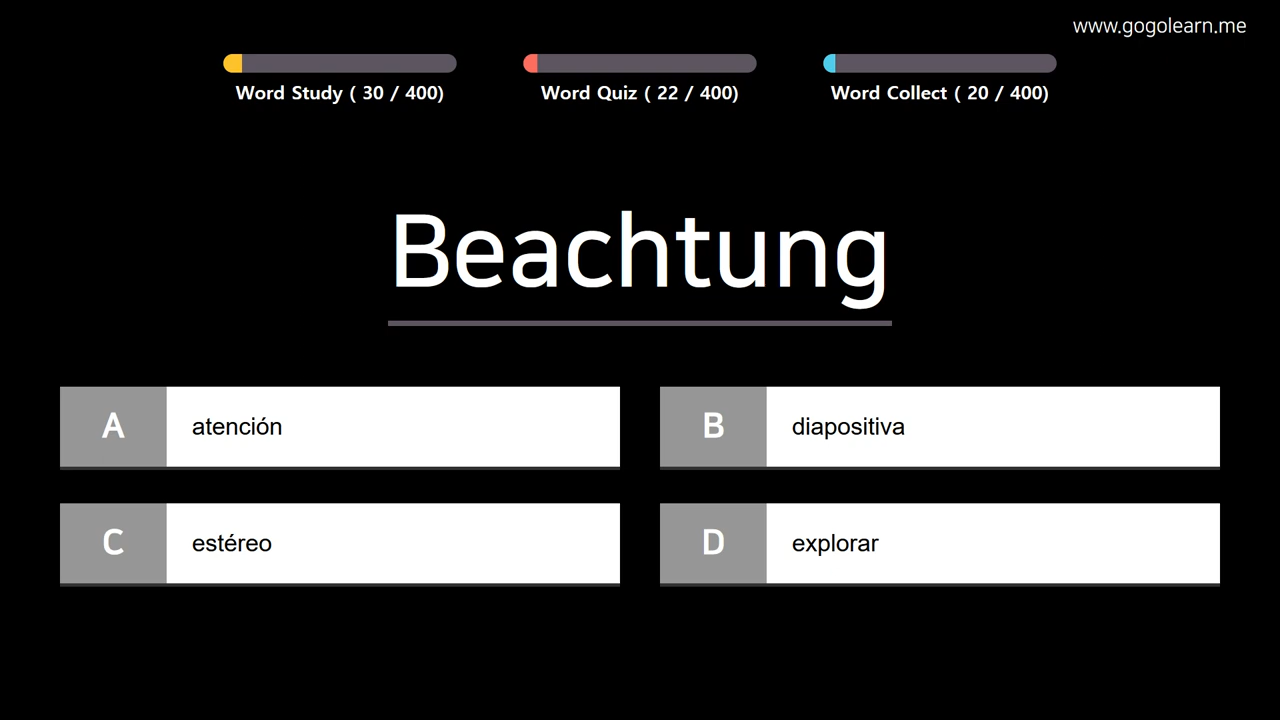 www.gogolearn.me
Word Study ( 30 / 400)
Word Quiz ( 22 / 400)
Word Collect ( 20 / 400)
Beachtung
A atención
B diapositiva
C estéreo
D explorar